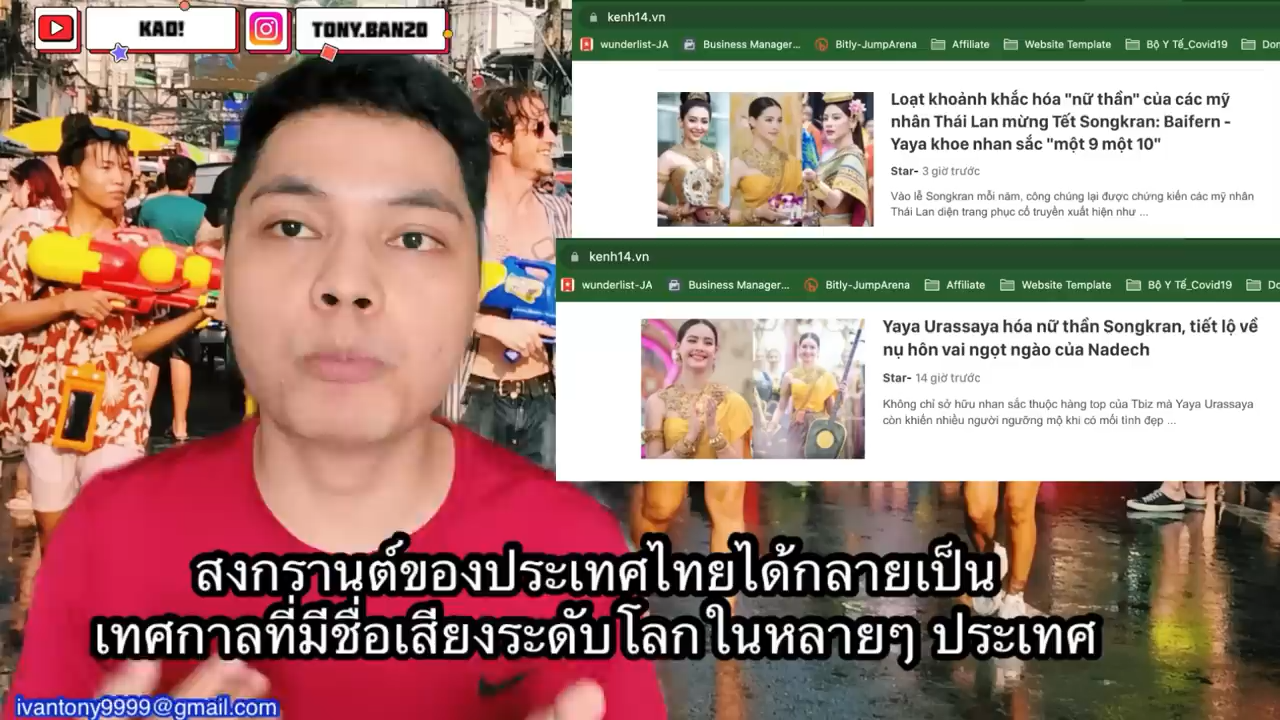 KAO!
TONY.BAN20
kenh14.vn
wunderlist-JA
Business Manager...
Bitly-JumpArena
Affiliate
Website Template
Bộ Y Tế_Covid19
Loạt khoảnh khắc hóa "nữ thần" của các mỹ
nhân Thái Lan mừng Tết Songkran: Baifern -
Yaya khoe nhan sắc "một 9 một 10"
Star- 3 giờ trước
Vào lễ Songkran mỗi năm, công chúng lại được chứng kiến các mỹ nhân
Thái Lan diện trang phục cổ truyền xuất hiện như ...
kenh14.vn
wunderlist-JA
Business Manager...
Bitly-JumpArena
Affiliate
Website Template
Bộ Y Tế_Covid19
Yaya Urassaya hóa nữ thần Songkran, tiết lộ về
nụ hôn vai ngọt ngào của Nadech
Star- 14 giờ trước
Không chỉ sở hữu nhan sắc thuộc hàng top của Tbiz mà Yaya Urassaya
còn khiến nhiều người ngưỡng mộ khi có mối tình đẹp ...
สงกรานต์ของประเทศไทยได้กลายเป็น
เทศกาลที่มีชื่อเสียงระดับโลกในหลายๆ ประเทศ
ivantony9999@gmail.com